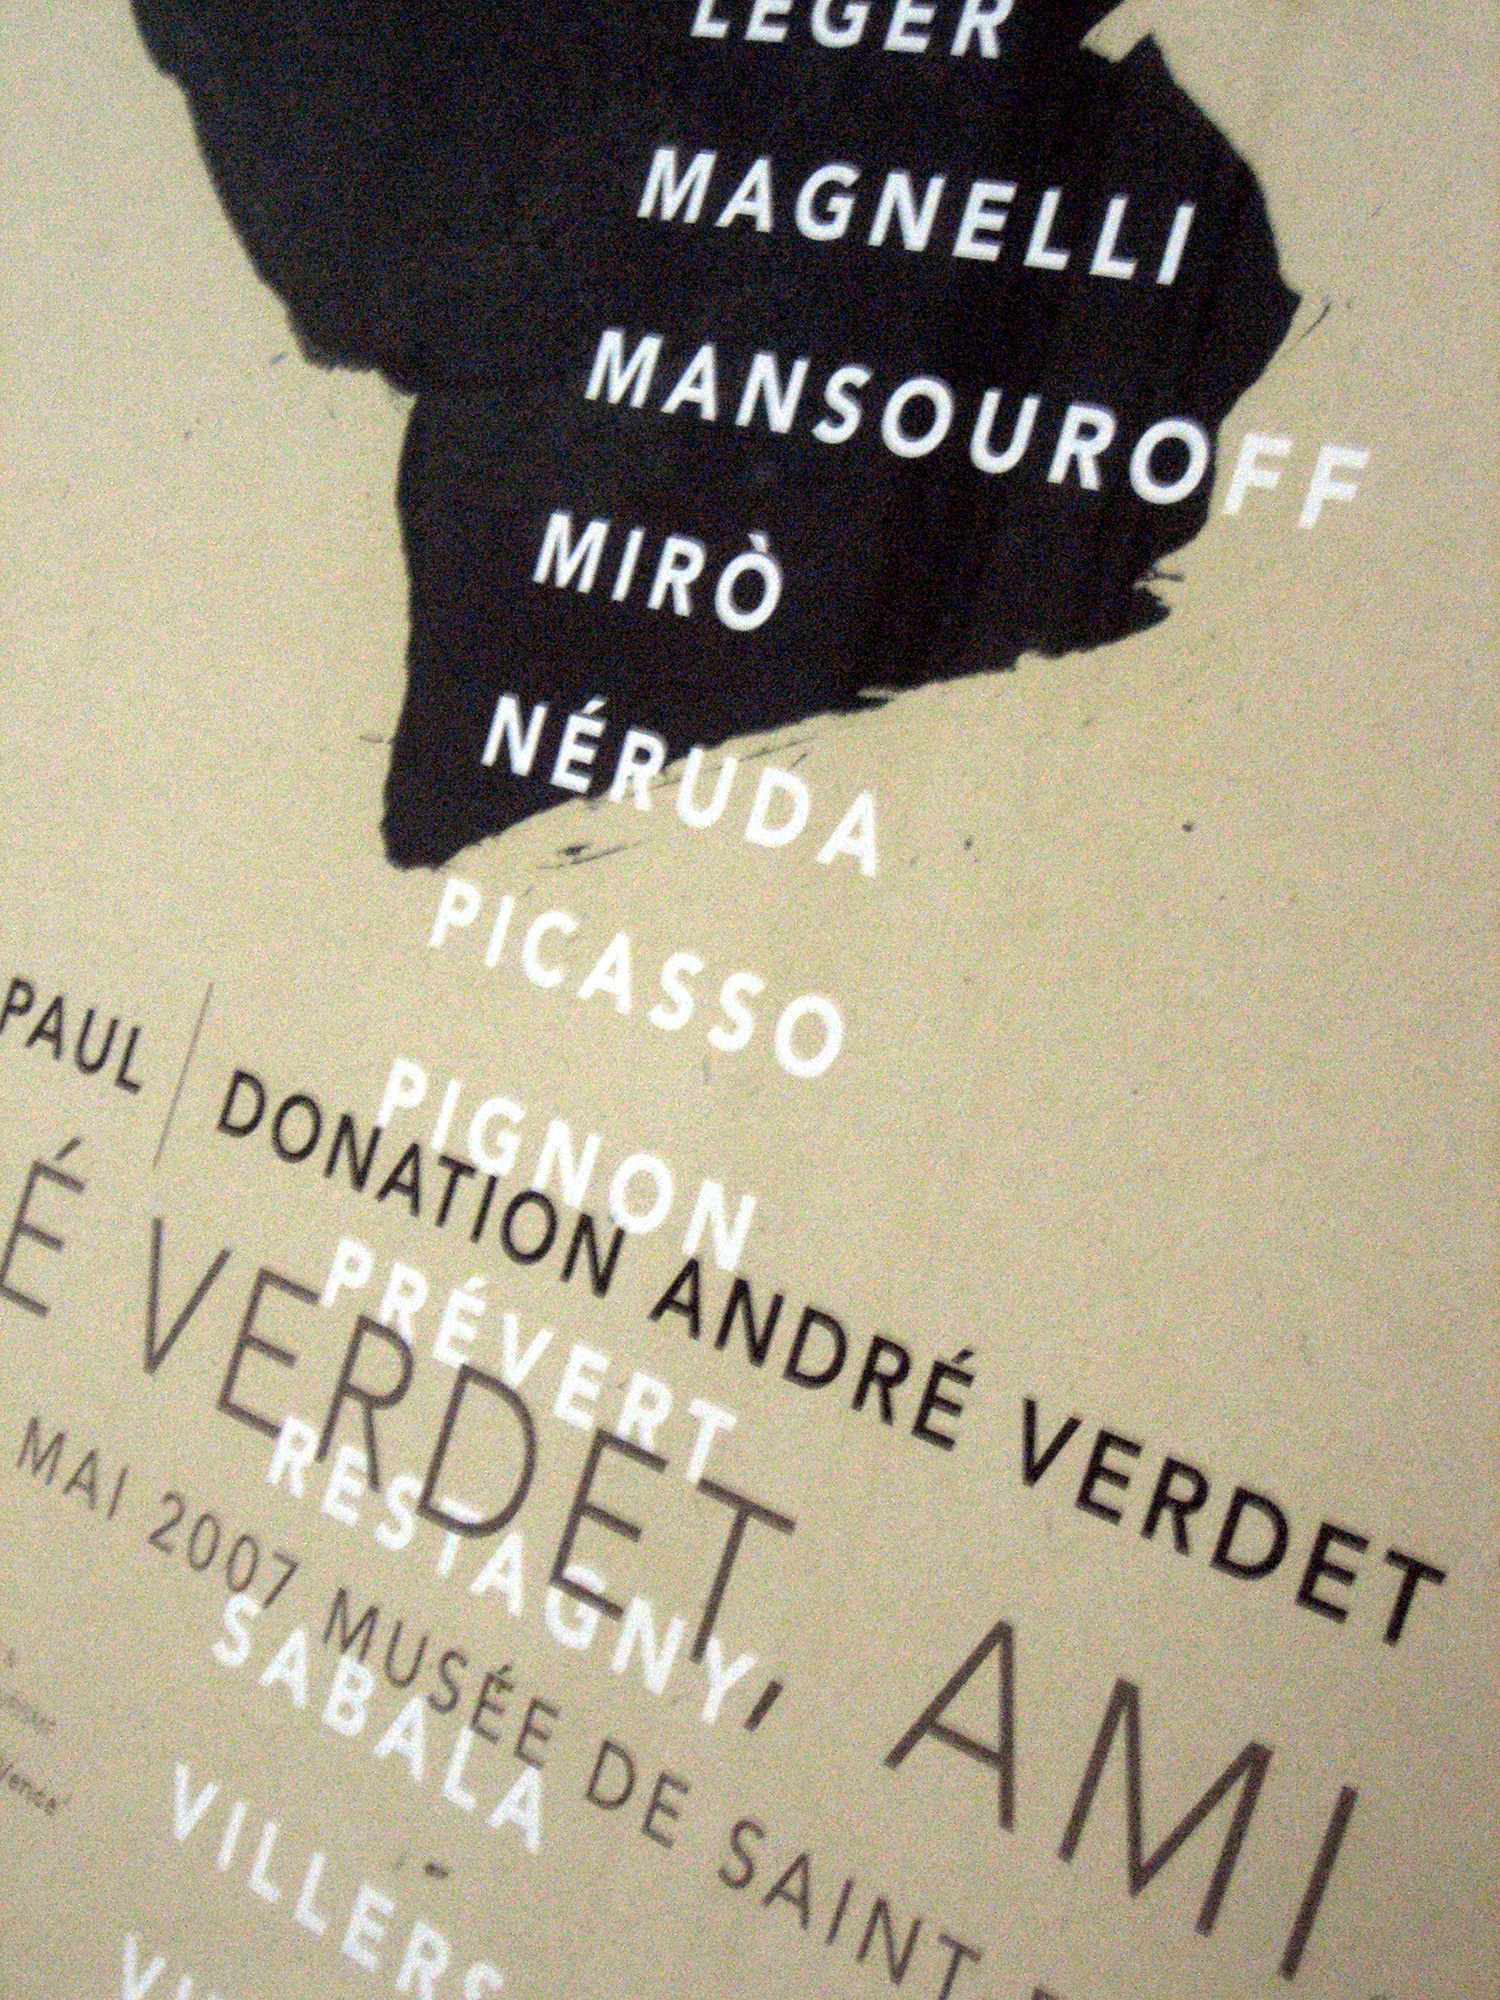 LÉGER
MAGNELLI
MANSOUROFF
MIRÒ
NÉRUDA
PICASSO
PIGNON
PRÉVERT
RESTAGNY
SABALA
VILLERS
PAUL | DONATION ANDRÉ VERDET
É VERDET, AMI
MAI 2007 MUSÉE DE SAINT